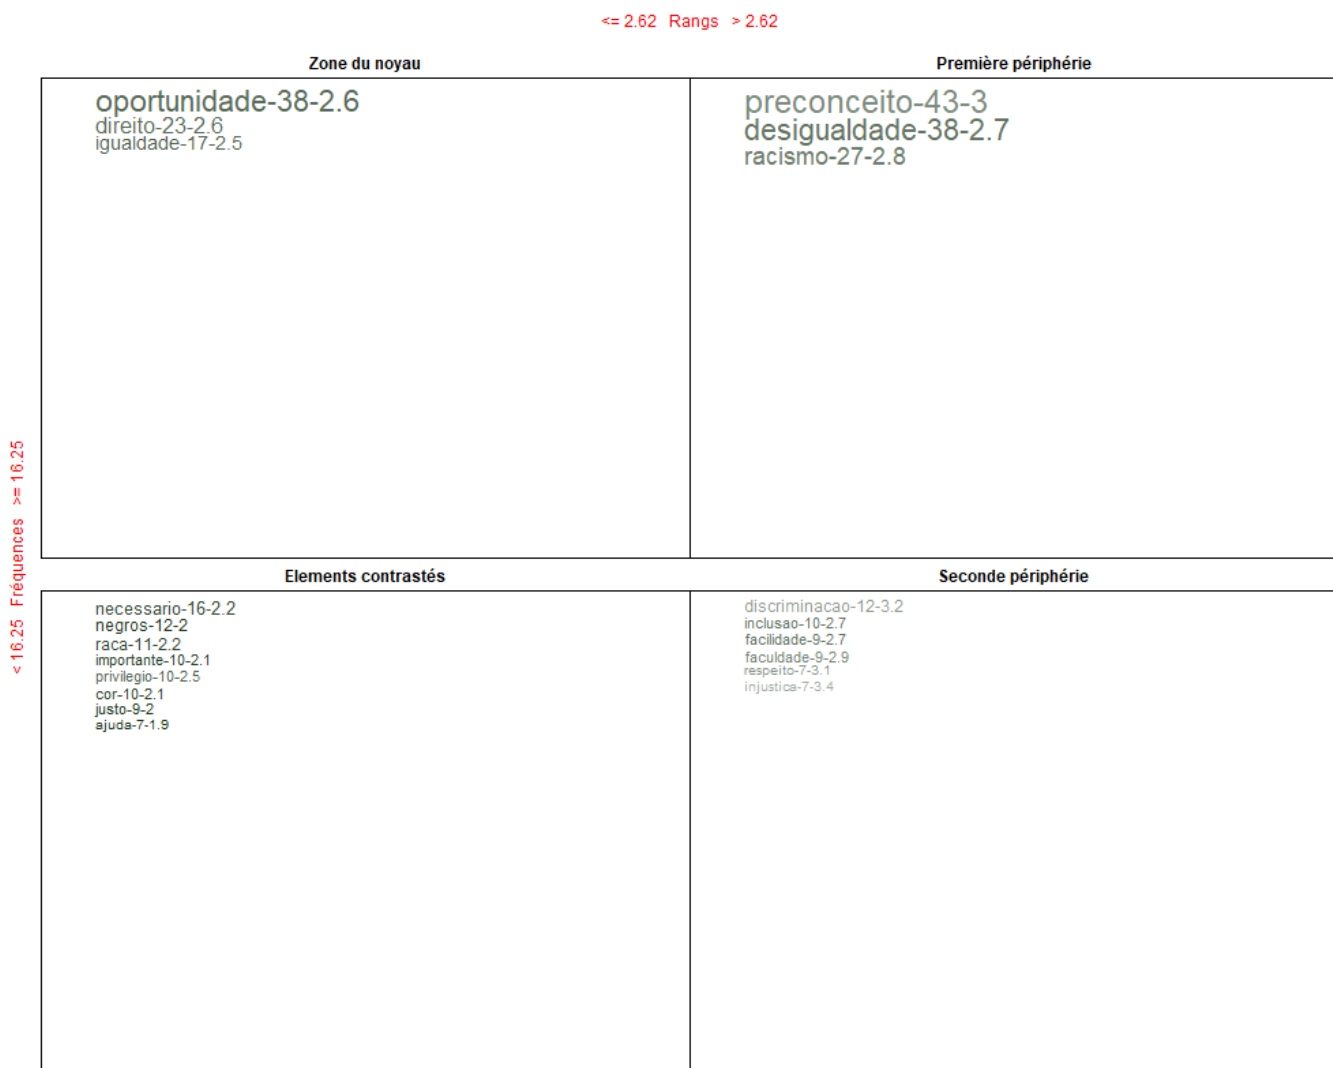 <= 2.62 Rangs > 2.62
Zone du noyau
oportunidade-38-2.6
direito-23-2.6
igualdade-17-2.5
Première périphérie
preconceito-43-3
desigualdade-38-2.7
racismo-27-2.8
< 16.25 Fréquences >= 16.25
Elements contrastés
necessario-16-2.2
negros-12-2
raca-11-2.2
importante-10-2.1
privilegio-10-2.5
cor-10-2.1
justo-9-2
ajuda-7-1.9
Seconde périphérie
discriminacao-12-3.2
inclusao-10-2.7
facilidade-9-2.7
faculdade-9-2.9
respeito-7-3.1
injustica-7-3.4